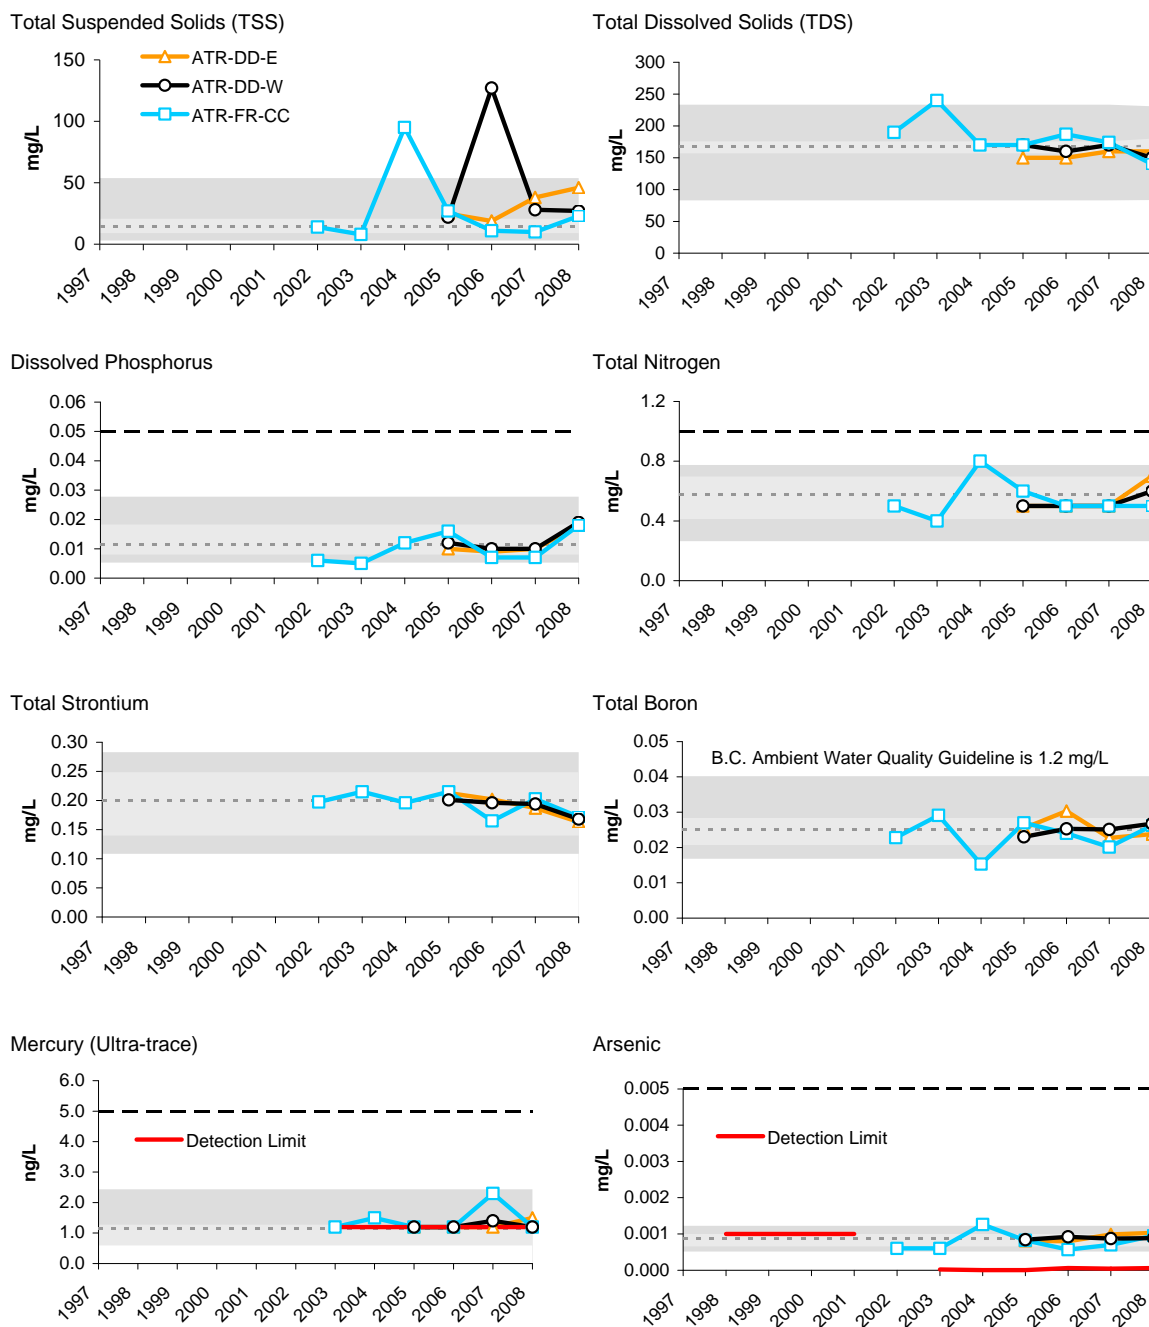 Total Suspended Solids (TSS)
150
100
50
0
mg/L
ATR-DD-E
ATR-DD-W
ATR-FR-CC
1997 1998 1999 2000 2001 2002 2003 2004 2005 2006 2007 2008
Total Dissolved Solids (TDS)
300
250
200
150
100
50
0
mg/L
1997 1998 1999 2000 2001 2002 2003 2004 2005 2006 2007 2008
Dissolved Phosphorus
0.06
0.05
0.04
0.03
0.02
0.01
0.00
mg/L
1997 1998 1999 2000 2001 2002 2003 2004 2005 2006 2007 2008
Total Nitrogen
1.2
0.8
0.4
0.0
mg/L
1997 1998 1999 2000 2001 2002 2003 2004 2005 2006 2007 2008
Total Strontium
0.30
0.25
0.20
0.15
0.10
0.05
0.00
mg/L
1997 1998 1999 2000 2001 2002 2003 2004 2005 2006 2007 2008
Total Boron
0.05
0.04
0.03
0.02
0.01
0.00
mg/L
B.C. Ambient Water Quality Guideline is 1.2 mg/L
1997 1998 1999 2000 2001 2002 2003 2004 2005 2006 2007 2008
Mercury (Ultra-trace)
6.0
5.0
4.0
3.0
2.0
1.0
0.0
ng/L
Detection Limit
1997 1998 1999 2000 2001 2002 2003 2004 2005 2006 2007 2008
Arsenic
0.005
0.004
0.003
0.002
0.001
0.000
mg/L
Detection Limit
1997 1998 1999 2000 2001 2002 2003 2004 2005 2006 2007 2008